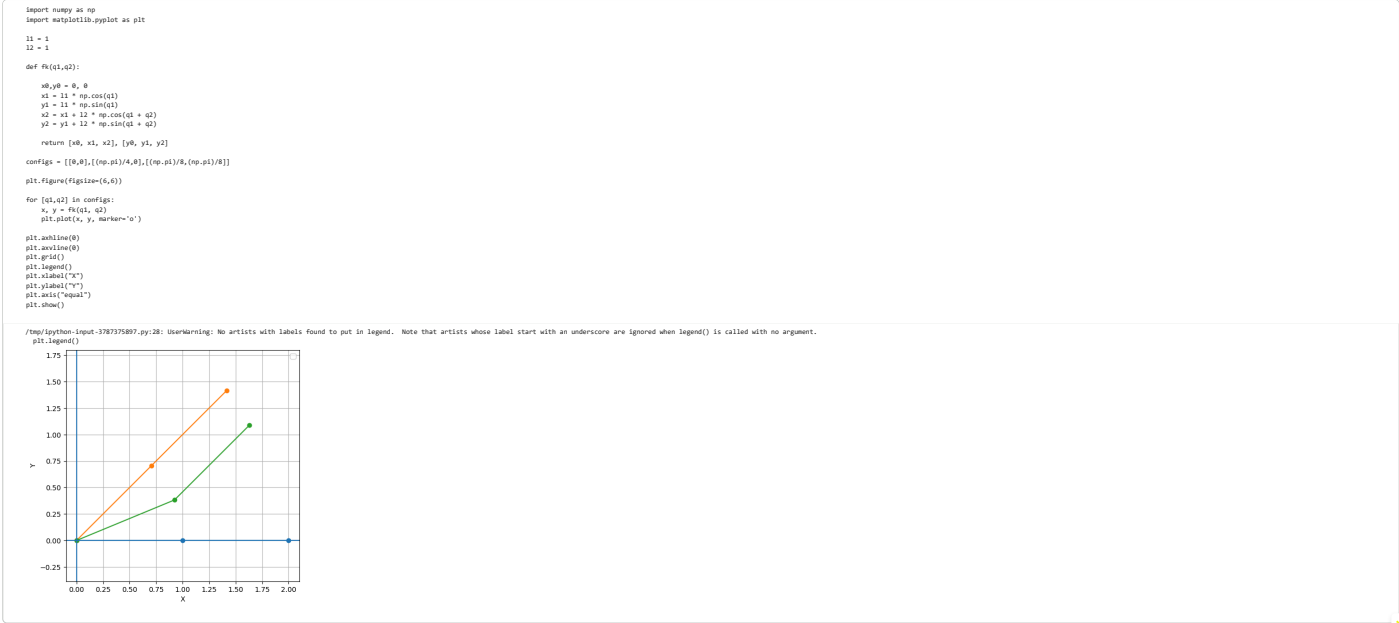 import numpy as np
import matplotlib.pyplot as plt
l1 = 1
l2 = 1
def fk(q1,q2):
x0,y0 = 0, 0
x1 = l1 * np.cos(q1)
y1 = l1 * np.sin(q1)
x2 = x1 + l2 * np.cos(q1 + q2)
y2 = y1 + l2 * np.sin(q1 + q2)
return [x0, x1, x2], [y0, y1, y2]
configs = [[0,0],[(np.pi)/4,0],[(np.pi)/8,(np.pi)/8]]
plt.figure(figsize=(6,6))
for [q1,q2] in configs:
x, y = fk(q1, q2)
plt.plot(x, y, marker='o')
plt.axhline(0)
plt.axvline(0)
plt.grid()
plt.legend()
plt.xlabel("X")
plt.ylabel("Y")
plt.axis("equal")
plt.show()
/tmp/ipython-input-3787375897.py:28: UserWarning: No artists with labels found to put in legend.  Note that artists whose label start with an underscore are ignored when legend() is called with no argument.
plt.legend()
1.75
1.50
1.25
1.00
0.75
0.50
0.25
0.00
−0.25
Y
0.00 0.25 0.50 0.75 1.00 1.25 1.50 1.75 2.00
X